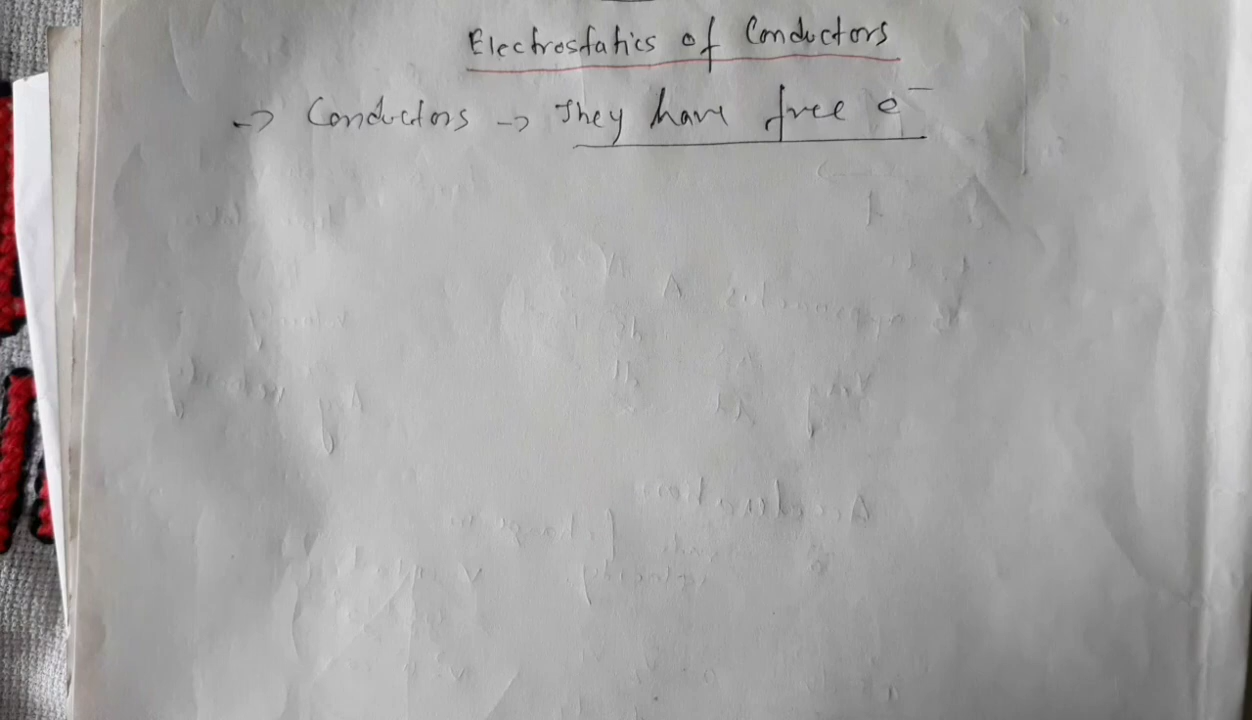 Electrostatics of Conductors
-> Conductors -> They have free e⁻